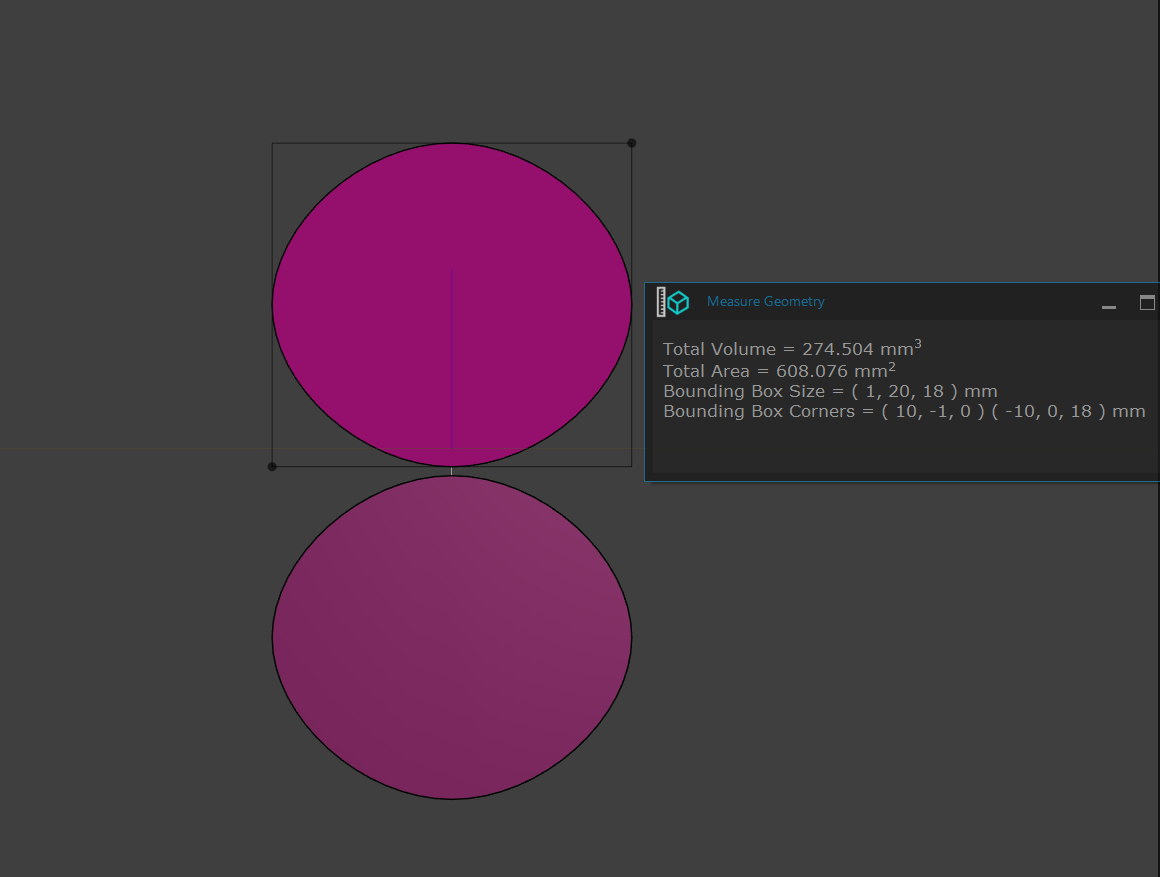 Measure Geometry
Total Volume = 274.504 mm³
Total Area = 608.076 mm²
Bounding Box Size = ( 1, 20, 18 ) mm
Bounding Box Corners = ( 10, -1, 0 ) ( -10, 0, 18 ) mm